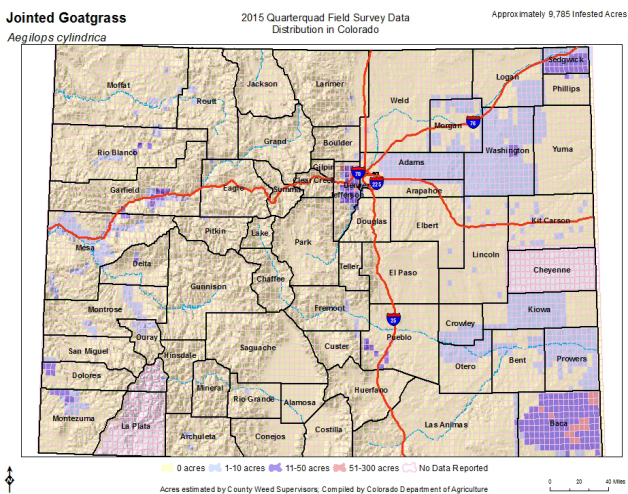 Jointed Goatgrass
Aegilops cylindrica
2015 Quarterquad Field Survey Data
Distribution in Colorado
Approximately 9,785 Infested Acres
Moffat
Routt
Jackson
Larimer
Weld
Logan
Sedgwick
Phillips
Morgan
76
Rio Blanco
Grand
Boulder
Washington
Yuma
Garfield
Eagle
Summit
Gilpin
Clear Creek
70
225
Adams
Jefferson
Arapahoe
Mesa
Pitkin
Lake
Park
Douglas
Elbert
Kit Carson
Delta
Gunnison
Chaffee
Teller
El Paso
Lincoln
Cheyenne
Montrose
Ouray
Fremont
25
Pueblo
Crowley
Kiowa
San Miguel
Hinsdale
Saguache
Custer
Otero
Bent
Prowers
Dolores
Mineral
Rio Grande
Alamosa
Huerfano
Montezuma
La Plata
Archuleta
Conejos
Costilla
Las Animas
Baca
0 acres 1-10 acres 11-50 acres 51-300 acres No Data Reported
N
0 20 40 Miles
Acres estimated by County Weed Supervisors; Compiled by Colorado Department of Agriculture